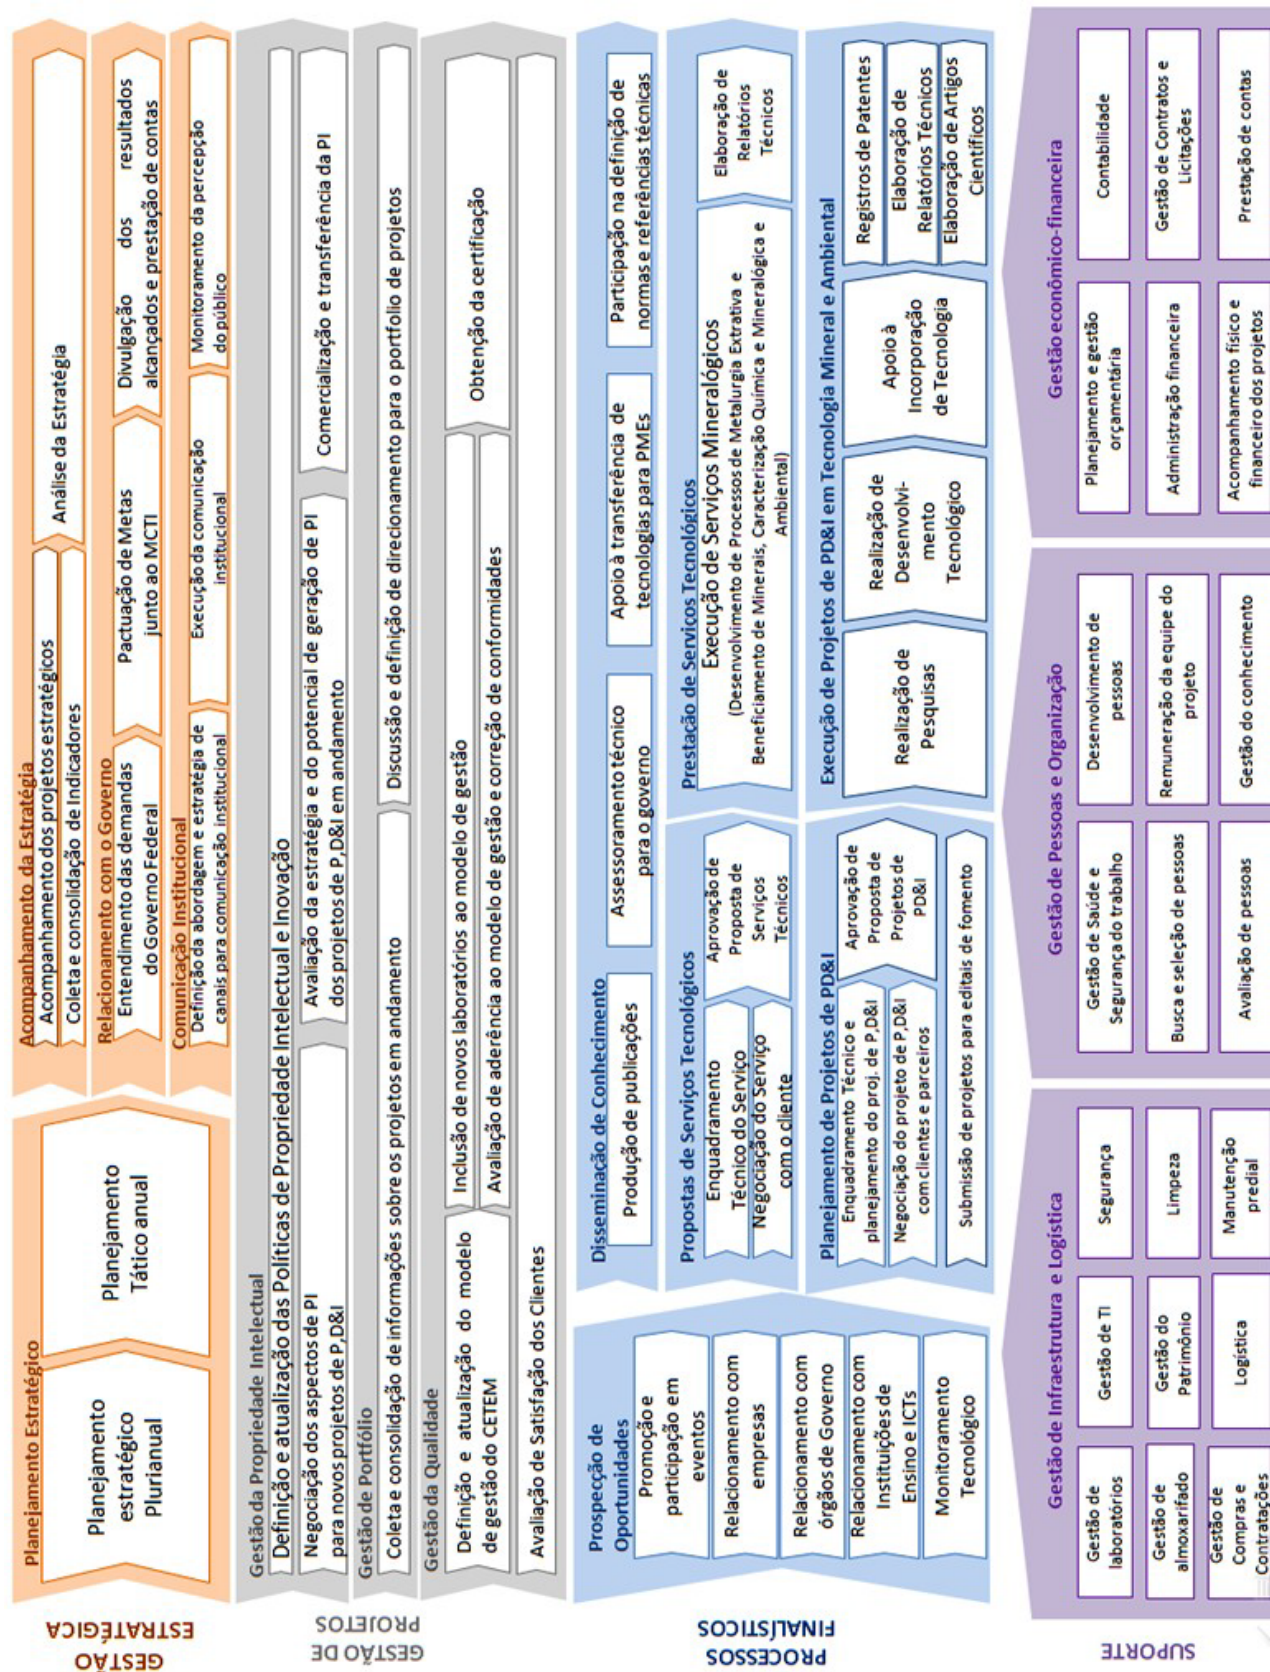 GESTÃO
ESTRATÉGICA
Planejamento Estratégico
Planejamento
estratégico
Plurianual
Planejamento
Tático anual
Acompanhamento da Estratégia
Acompanhamento dos projetos estratégicos
Coleta e consolidação de Indicadores
Análise da Estratégia
Relacionamento com o Governo
Entendimento das demandas
do Governo Federal
Pactuação de Metas
junto ao MCTI
Divulgação dos resultados
alcançados e prestação de contas
Comunicação Institucional
Definição da abordagem e estratégia de
canais para comunicação institucional
Execução da comunicação
institucional
Monitoramento da percepção
do público
GESTÃO DE
PROJETOS
Gestão da Propriedade Intelectual
Definição e atualização das Políticas de Propriedade Intelectual e Inovação
Negociação dos aspectos de PI
para novos projetos de P,D&I
Avaliação da estratégia e do potencial de geração de PI
dos projetos de P,D&I em andamento
Comercialização e transferência da PI
Gestão de Portfólio
Coleta e consolidação de informações sobre os projetos em andamento
Discussão e definição de direcionamento para o portfolio de projetos
Gestão da Qualidade
Definição e atualização do modelo
de gestão do CETEM
Inclusão de novos laboratórios ao modelo de gestão
Avaliação de aderência ao modelo de gestão e correção de conformidades
Obtenção da certificação
Avaliação de Satisfação dos Clientes
PROCESSOS
FINALÍSTICOS
Prospecção de
Oportunidades
Promoção e
participação em
eventos
Relacionamento com
empresas
Relacionamento com
órgãos de Governo
Relacionamento com
Instituições de
Ensino e ICTs
Monitoramento
Tecnológico
Disseminação de Conhecimento
Produção de publicações
Assessoramento técnico
para o governo
Apoio à transferência de
tecnologias para PMEs
Participação na definição de
normas e referências técnicas
Propostas de Serviços Tecnológicos
Enquadramento
Técnico do Serviço
Negociação do Serviço
com o cliente
Aprovação de
Proposta de
Serviços
Técnicos
Prestação de Serviços Tecnológicos
Execução de Serviços Mineralógicos
(Desenvolvimento de Processos de Metalurgia Extrativa e
Beneficiamento de Minerais, Caracterização Química e Mineralógica e
Ambiental)
Elaboração de
Relatórios
Técnicos
Planejamento de Projetos de PD&I
Enquadramento Técnico e
planejamento do proj. de P,D&I
Negociação do projeto de P,D&I
com clientes e parceiros
Aprovação de
Proposta de
Projetos de
PD&I
Submissão de projetos para editais de fomento
Execução de Projetos de PD&I em Tecnologia Mineral e Ambiental
Realização de
Pesquisas
Realização de
Desenvolvi-
mento
Tecnológico
Apoio à
Incorporação
de Tecnologia
Registros de Patentes
Elaboração de
Relatórios Técnicos
Elaboração de Artigos
Científicos
SUPORTE
Gestão de Infraestrutura e Logística
Gestão de
laboratórios
Gestão de TI
Segurança
Gestão de
almoxarifado
Gestão do
Patrimônio
Limpeza
Gestão de
Compras e
Contratações
Logística
Manutenção
predial
Gestão de Pessoas e Organização
Gestão de Saúde e
Segurança do trabalho
Desenvolvimento de
pessoas
Busca e seleção de pessoas
Remuneração da equipe do
projeto
Avaliação de pessoas
Gestão do conhecimento
Gestão econômico-financeira
Planejamento e gestão
orçamentária
Contabilidade
Administração financeira
Gestão de Contratos e
Licitações
Acompanhamento físico e
financeiro dos projetos
Prestação de contas